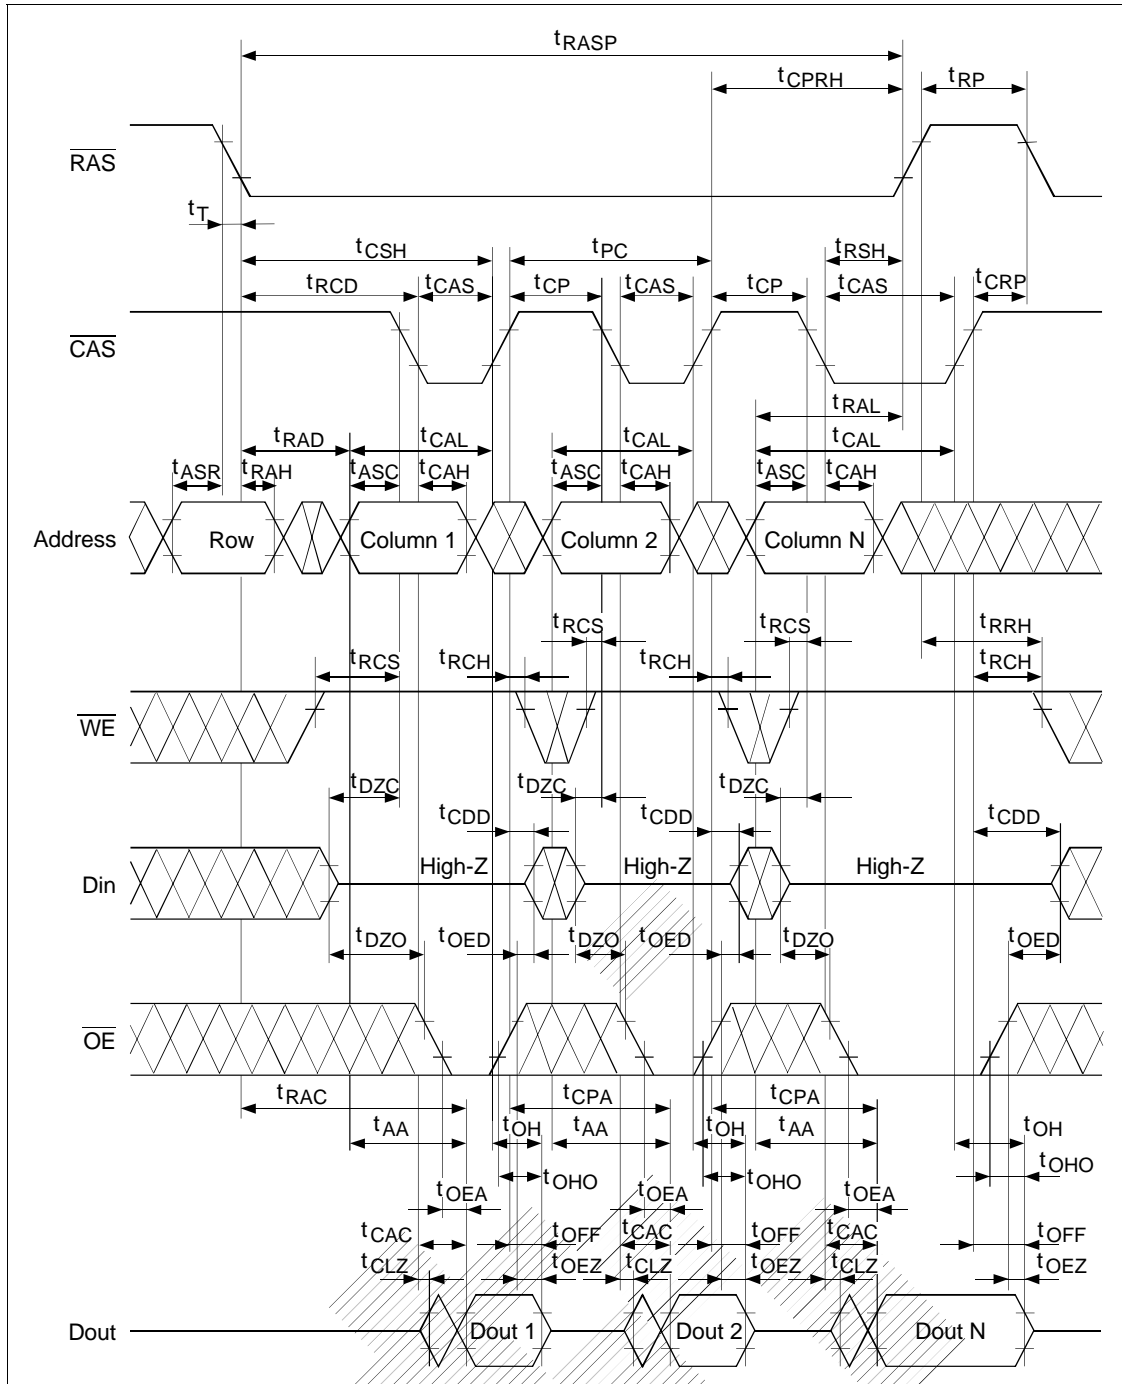 tRASP
tCPRH tRP
RAS
tT
tCSH tPC tRSH
tRCD tCAS tCP tCAS tCP tCAS tCRP
CAS
tRAL
tRAD tCAL tCAL tCAL
tASR tRAH tASC tCAH tASC tCAH tASC tCAH
Address Row Column 1 Column 2 Column N
tRCS tRCS tRRH
tRCS tRCH tRCH tRCH
WE
tDZC tDZC tDZC
tCDD tCDD tCDD
High-Z High-Z High-Z
Din
tDZO tOED tDZO tOED tDZO tOED
OE
tRAC tCPA tCPA
tAA tOH tAA tOH tAA tOH
tOHO tOHO tOHO
tOEA tOEA tOEA
tCAC tOFF tCAC tOFF tCAC tOFF
tCLZ tOEZ tCLZ tOEZ tCLZ tOEZ
Dout Dout 1 Dout 2 Dout N